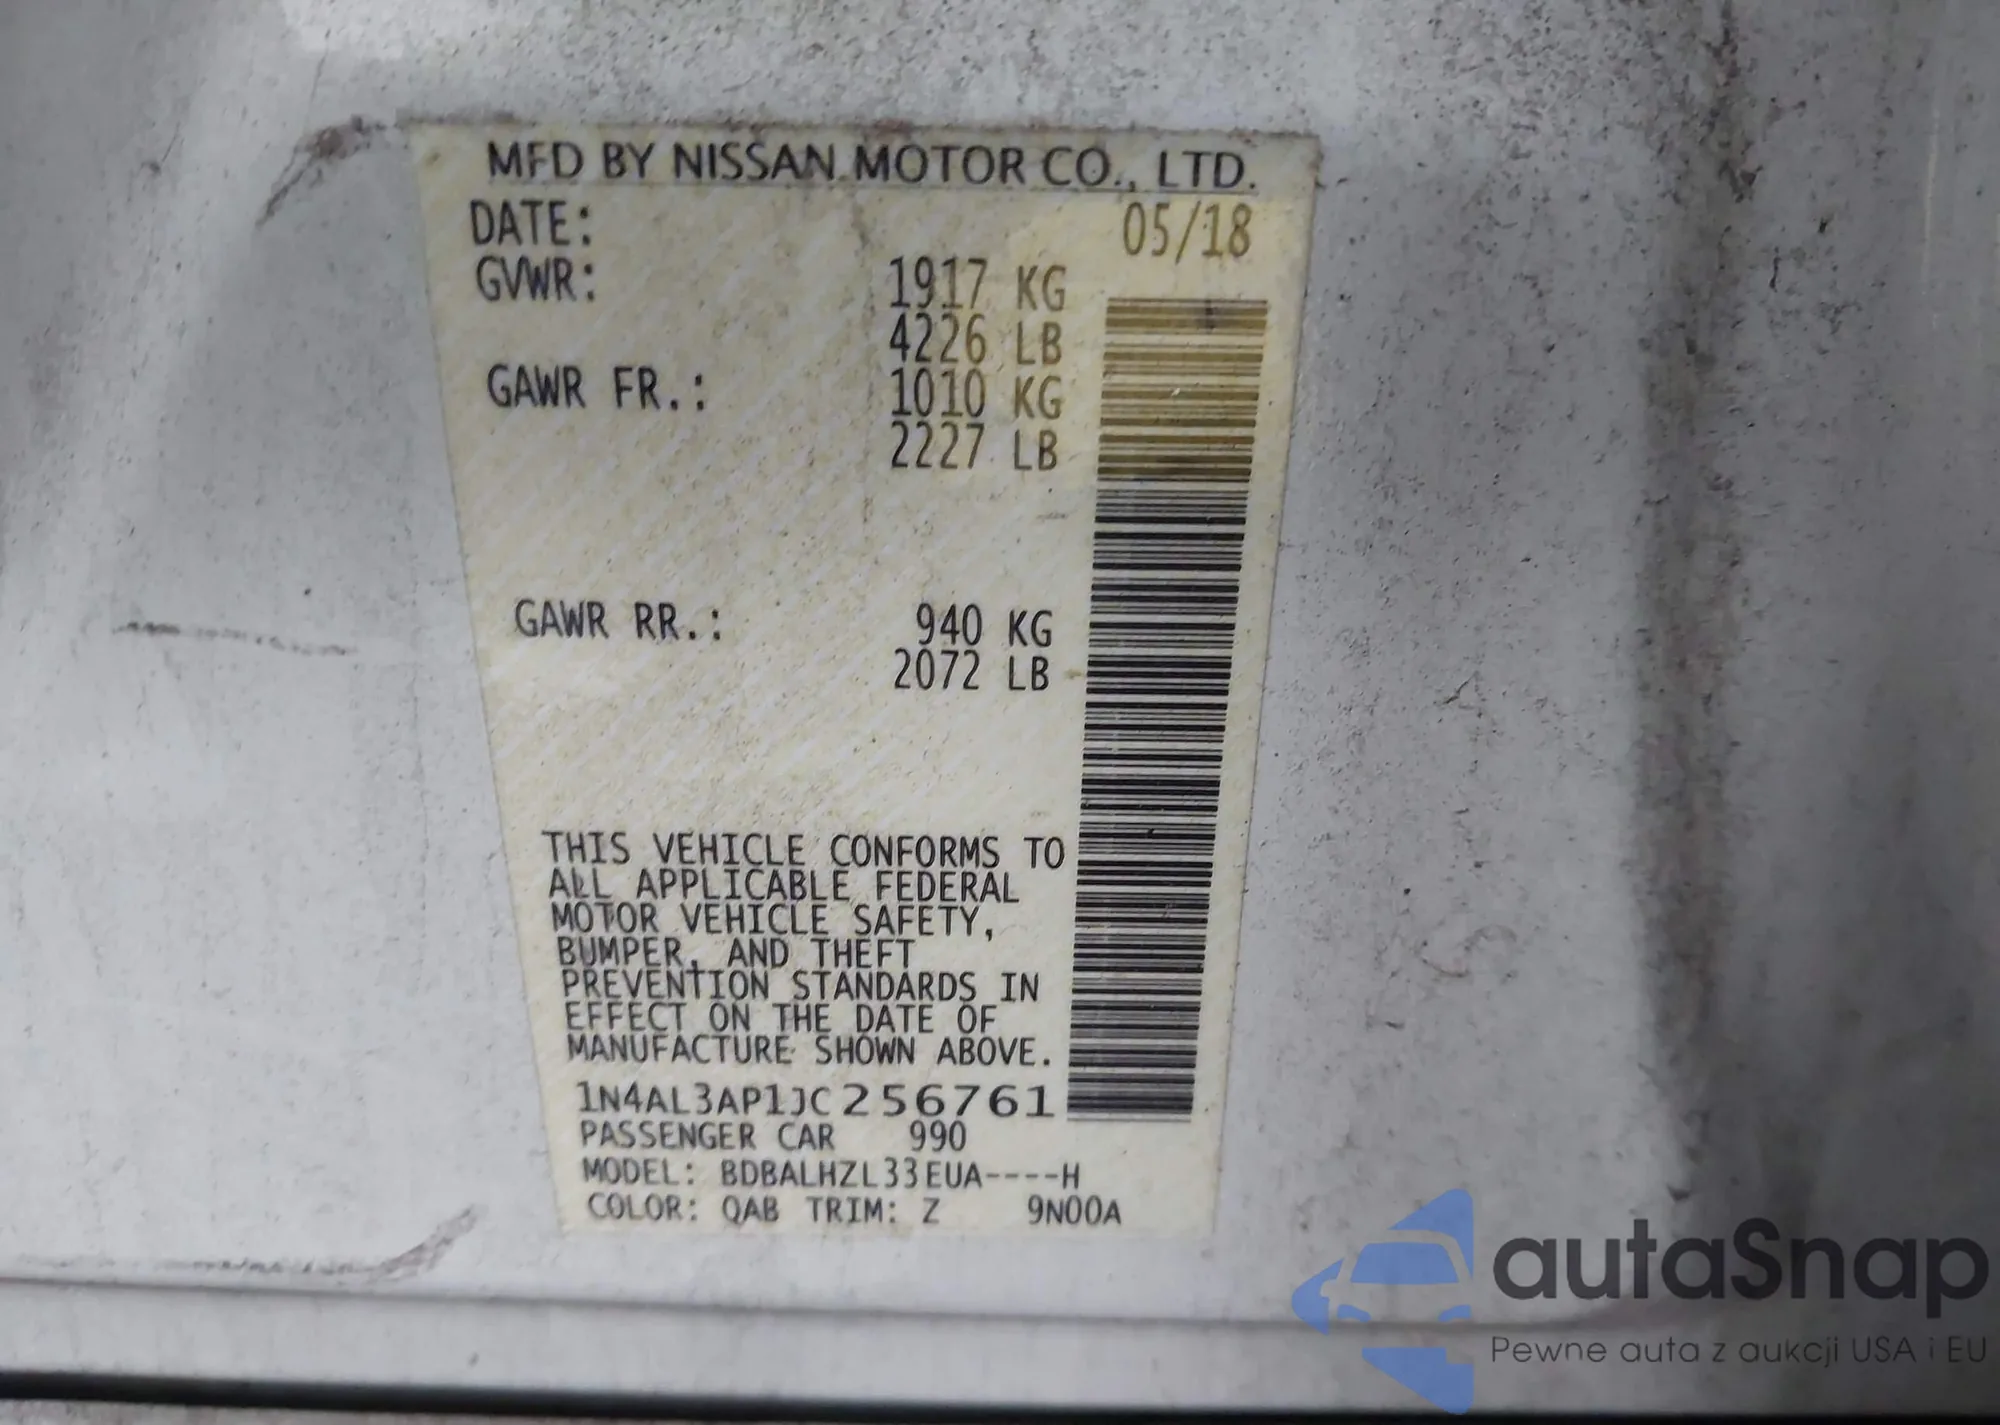 MFD BY NISSAN MOTOR CO., LTD.
DATE: 05/18
GVWR: 1917 KG
4226 LB
GAWR FR.: 1010 KG
2227 LB
GAWR RR.: 940 KG
2072 LB
THIS VEHICLE CONFORMS TO
ALL APPLICABLE FEDERAL
MOTOR VEHICLE SAFETY,
BUMPER, AND THEFT
PREVENTION STANDARDS IN
EFFECT ON THE DATE OF
MANUFACTURE SHOWN ABOVE.
1N4AL3AP1JC256761
PASSENGER CAR 990
MODEL: BDBALHZL33EUA----H
COLOR: QAB TRIM: Z 9N00A
autaSnap
Pewne auta z aukcji USA i EU